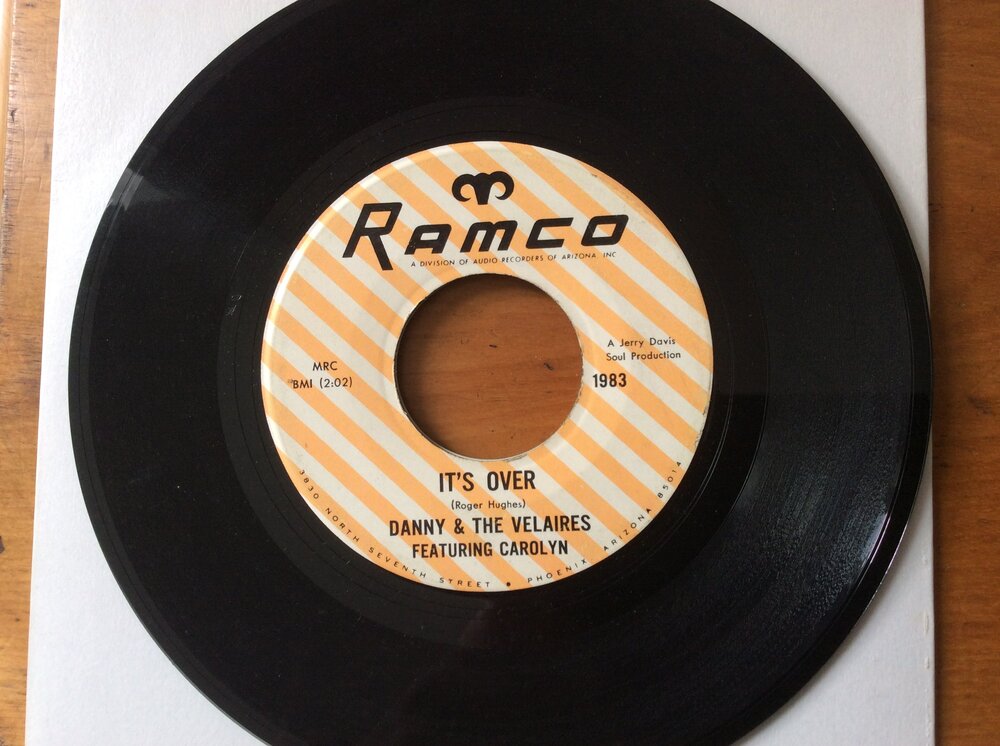 RAMCO
A DIVISION OF AUDIO RECORDERS OF ARIZONA, INC
MRC
BMI (2:02)
A Jerry Davis
Soul Production
1983
IT'S OVER
(Roger Hughes)
DANNY & THE VELAIRES
FEATURING CAROLYN
3830 NORTH SEVENTH STREET • PHOENIX ARIZONA 85014